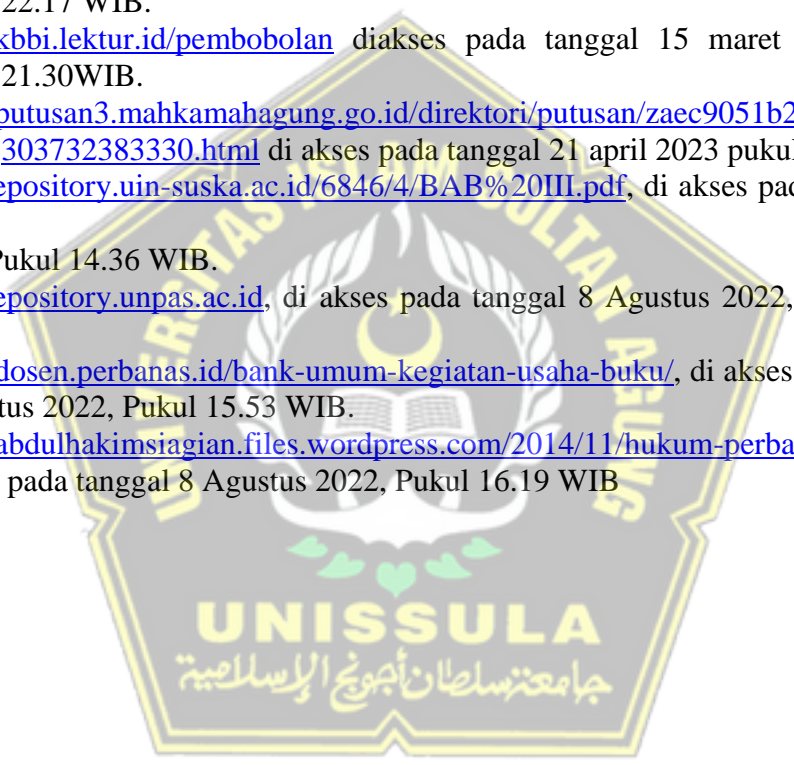 22.17 WIB.
kbbi.lektur.id/pembobolan diakses pada tanggal 15 maret
21.30WIB.
putusan3.mahkamahagung.go.id/direktori/putusan/zaec9051b2
303732383330.html di akses pada tanggal 21 april 2023 pukul
epository.uin-suska.ac.id/6846/4/BAB%20III.pdf, di akses pad
Pukul 14.36 WIB.
epository.unpas.ac.id, di akses pada tanggal 8 Agustus 2022,
dosen.perbanas.id/bank-umum-kegiatan-usaha-buku/, di akses
tus 2022, Pukul 15.53 WIB.
abdulhakimsiagian.files.wordpress.com/2014/11/hukum-perba
pada tanggal 8 Agustus 2022, Pukul 16.19 WIB
UNIVERSITAS ISLAM SULTAN AGUNG
UNISSULA
جامعتنسلطان أجونج الإسلامية